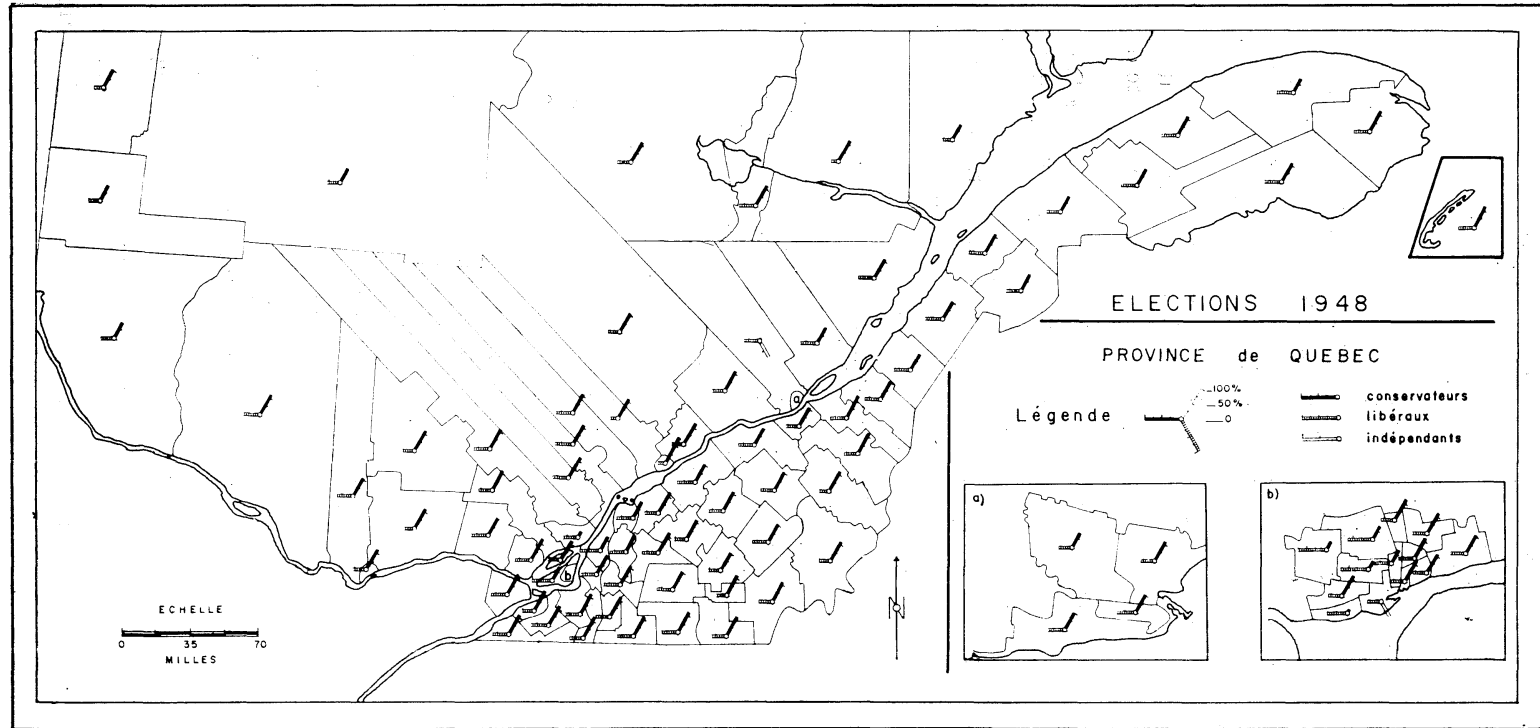 ELECTIONS 1948
PROVINCE de QUEBEC
Légende
100%
50%
0
conservateurs
libéraux
indépendants
a
b
N
a)
b)
ECHELLE
0 35 70
MILLES